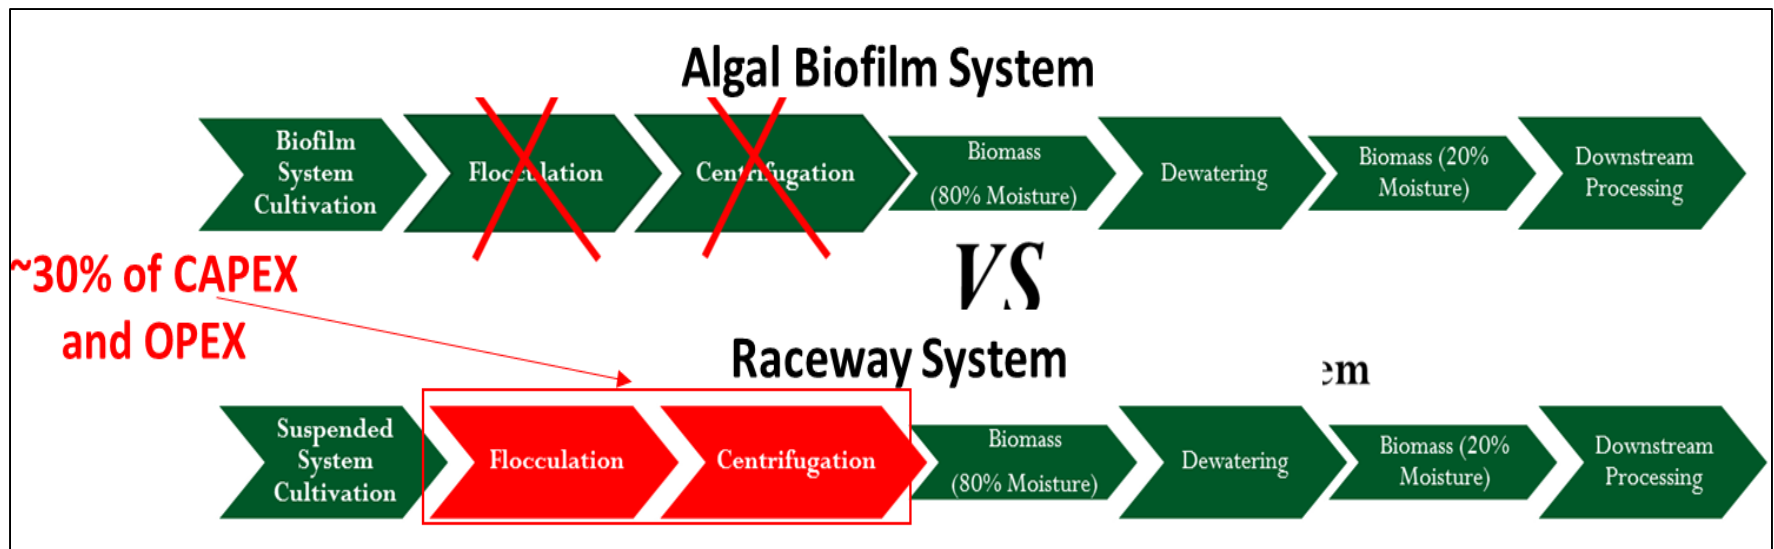 Algal Biofilm System
Biofilm
System
Cultivation
Flocculation
Centrifugation
Biomass
(80% Moisture)
Dewatering
Biomass (20%
Moisture)
Downstream
Processing
~30% of CAPEX
and OPEX
VS
Raceway System
em
Suspended
System
Cultivation
Flocculation
Centrifugation
Biomass
(80% Moisture)
Dewatering
Biomass (20%
Moisture)
Downstream
Processing